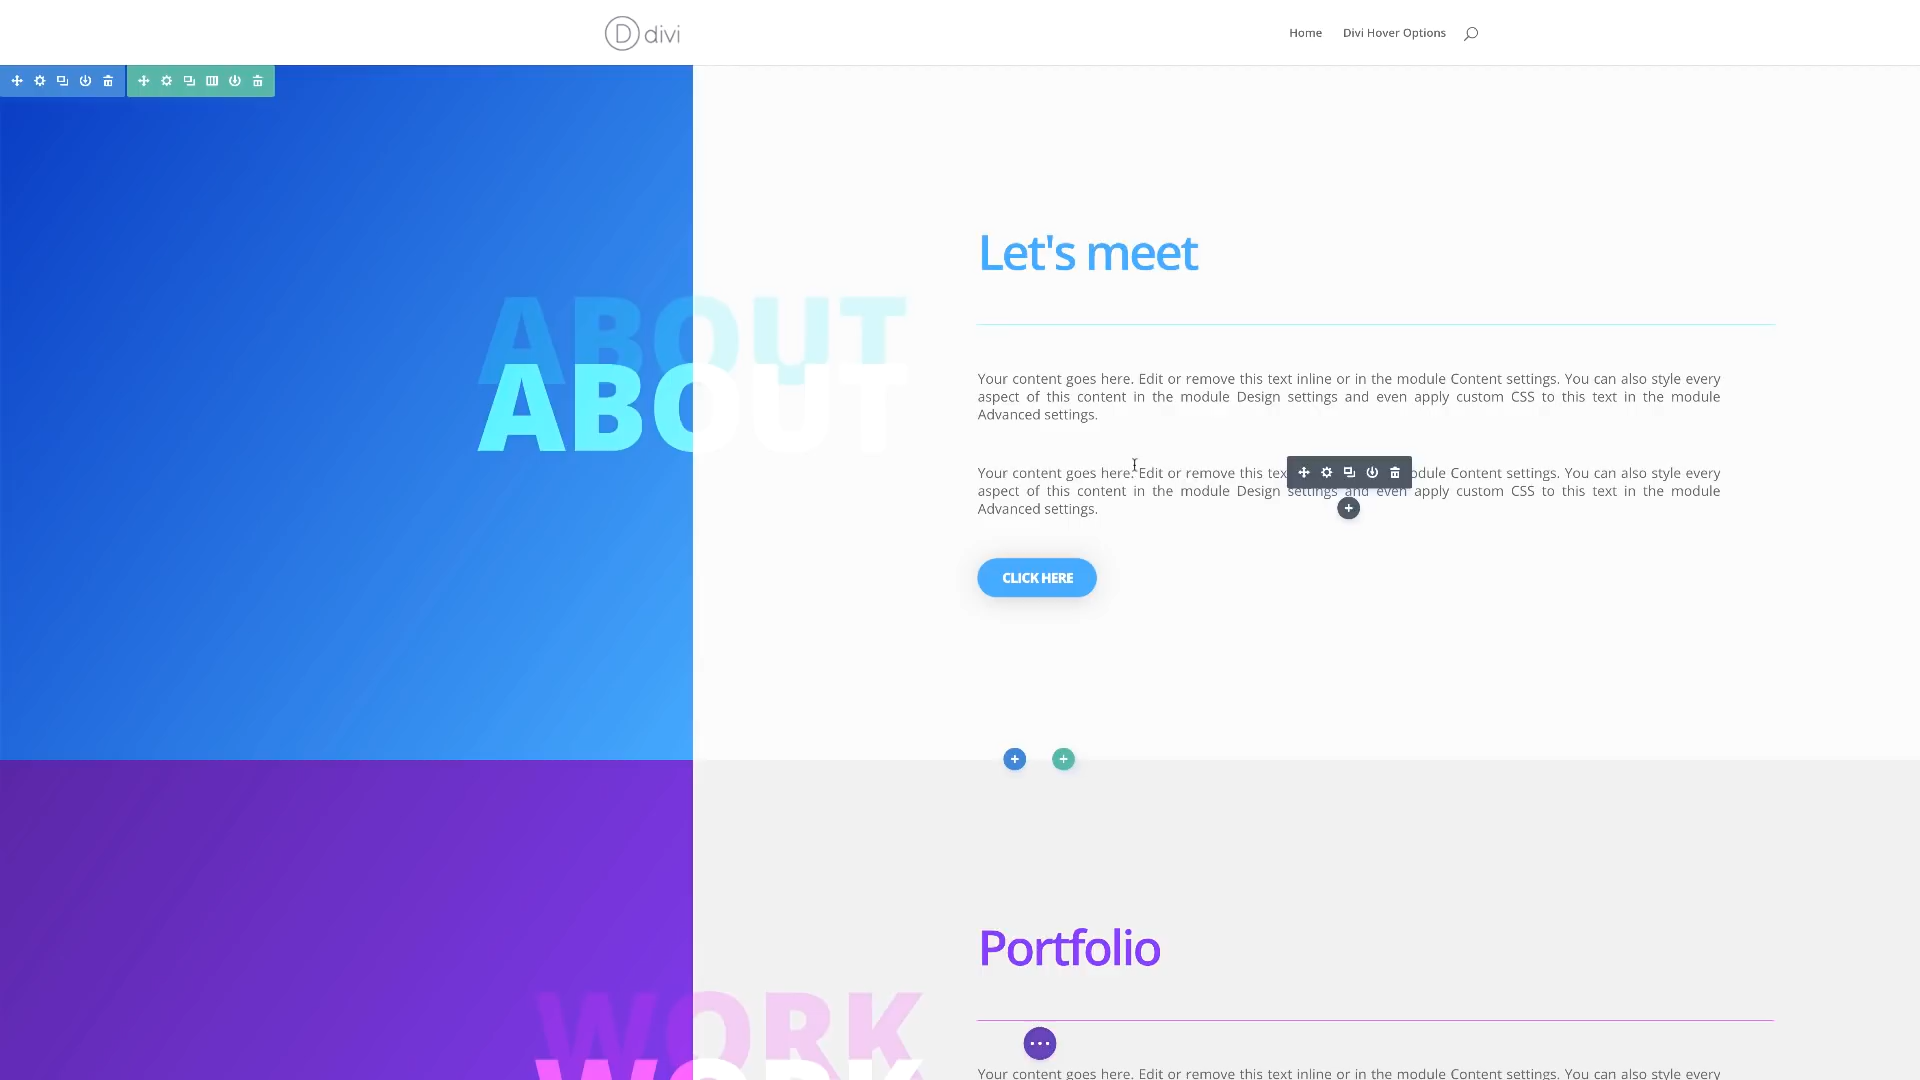 divi
Home
Divi Hover Options
Let's meet
ABOUT
ABOUT
Your content goes here. Edit or remove this text inline or in the module Content settings. You can also style every
aspect of this content in the module Design settings and even apply custom CSS to this text in the module
Advanced settings.
Your content goes here. Edit or remove this tex odule Content settings. You can also style every
aspect of this content in the module Design settings and even apply custom CSS to this text in the module
Advanced settings.
CLICK HERE
Portfolio
WORK
WORK
Your content goes here. Edit or remove this text inline or in the module Content settings. You can also style every